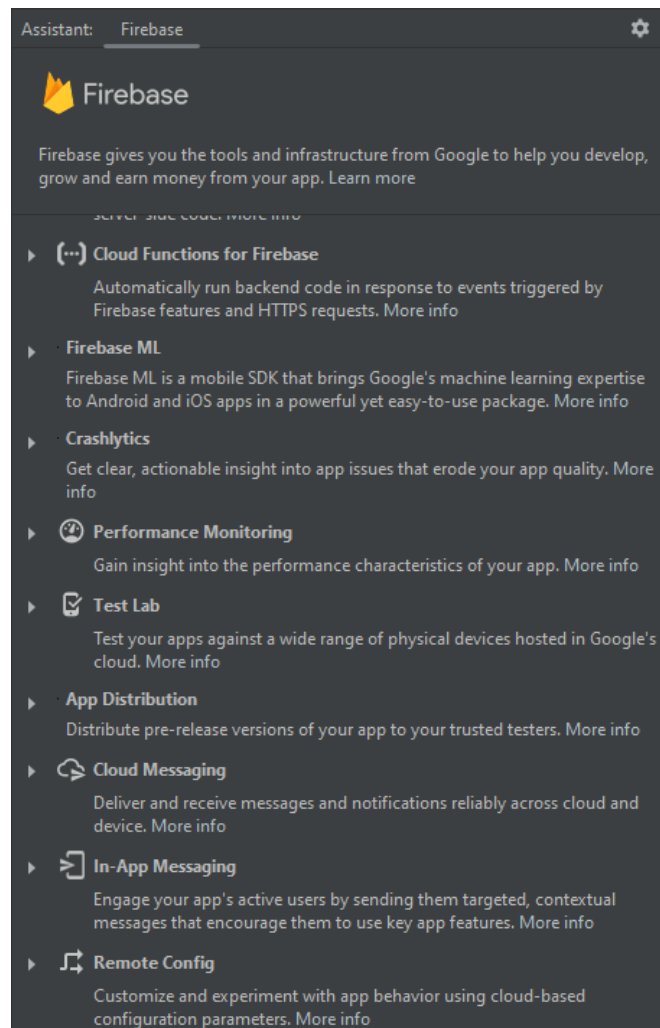 Assistant: Firebase
Firebase
Firebase gives you the tools and infrastructure from Google to help you develop,
grow and earn money from your app. Learn more
server-side code. More info
Cloud Functions for Firebase
Automatically run backend code in response to events triggered by
Firebase features and HTTPS requests. More info
Firebase ML
Firebase ML is a mobile SDK that brings Google's machine learning expertise
to Android and iOS apps in a powerful yet easy-to-use package. More info
Crashlytics
Get clear, actionable insight into app issues that erode your app quality. More
info
Performance Monitoring
Gain insight into the performance characteristics of your app. More info
Test Lab
Test your apps against a wide range of physical devices hosted in Google's
cloud. More info
App Distribution
Distribute pre-release versions of your app to your trusted testers. More info
Cloud Messaging
Deliver and receive messages and notifications reliably across cloud and
device. More info
In-App Messaging
Engage your app's active users by sending them targeted, contextual
messages that encourage them to use key app features. More info
Remote Config
Customize and experiment with app behavior using cloud-based
configuration parameters. More info